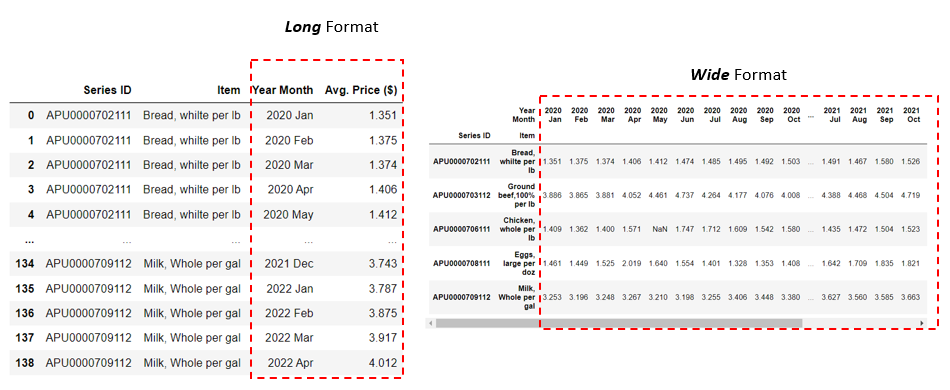 Long Format
Series ID Item Year Month Avg. Price ($)
0 APU0000702111 Bread, whilte per lb 2020 Jan 1.351
1 APU0000702111 Bread, whilte per lb 2020 Feb 1.375
2 APU0000702111 Bread, whilte per lb 2020 Mar 1.374
3 APU0000702111 Bread, whilte per lb 2020 Apr 1.406
4 APU0000702111 Bread, whilte per lb 2020 May 1.412
... ... ... ... ...
134 APU0000709112 Milk, Whole per gal 2021 Dec 3.743
135 APU0000709112 Milk, Whole per gal 2022 Jan 3.787
136 APU0000709112 Milk, Whole per gal 2022 Feb 3.875
137 APU0000709112 Milk, Whole per gal 2022 Mar 3.917
138 APU0000709112 Milk, Whole per gal 2022 Apr 4.012
Wide Format
Year 2020 2020 2020 2020 2020 2020 2020 2020 2020 2020 ... 2021 2021 2021 2021
Month Jan Feb Mar Apr May Jun Jul Aug Sep Oct Jul Aug Sep Oct
Series ID Item
Bread,
APU0000702111 whilte per 1.351 1.375 1.374 1.406 1.412 1.474 1.485 1.495 1.492 1.503 ... 1.491 1.467 1.580 1.526
lb
Ground
APU0000703112 beef,100% 3.886 3.865 3.881 4.052 4.461 4.737 4.264 4.177 4.076 4.008 ... 4.388 4.468 4.504 4.719
per lb
Chicken,
APU0000706111 whole per 1.409 1.362 1.400 1.571 NaN 1.747 1.712 1.609 1.542 1.580 ... 1.435 1.472 1.504 1.523
lb
Eggs,
APU0000708111 large per 1.461 1.449 1.525 2.019 1.640 1.554 1.401 1.328 1.353 1.408 ... 1.642 1.709 1.835 1.821
doz
Milk,
APU0000709112 Whole per 3.253 3.196 3.248 3.267 3.210 3.198 3.255 3.406 3.448 3.380 ... 3.627 3.560 3.585 3.663
gal